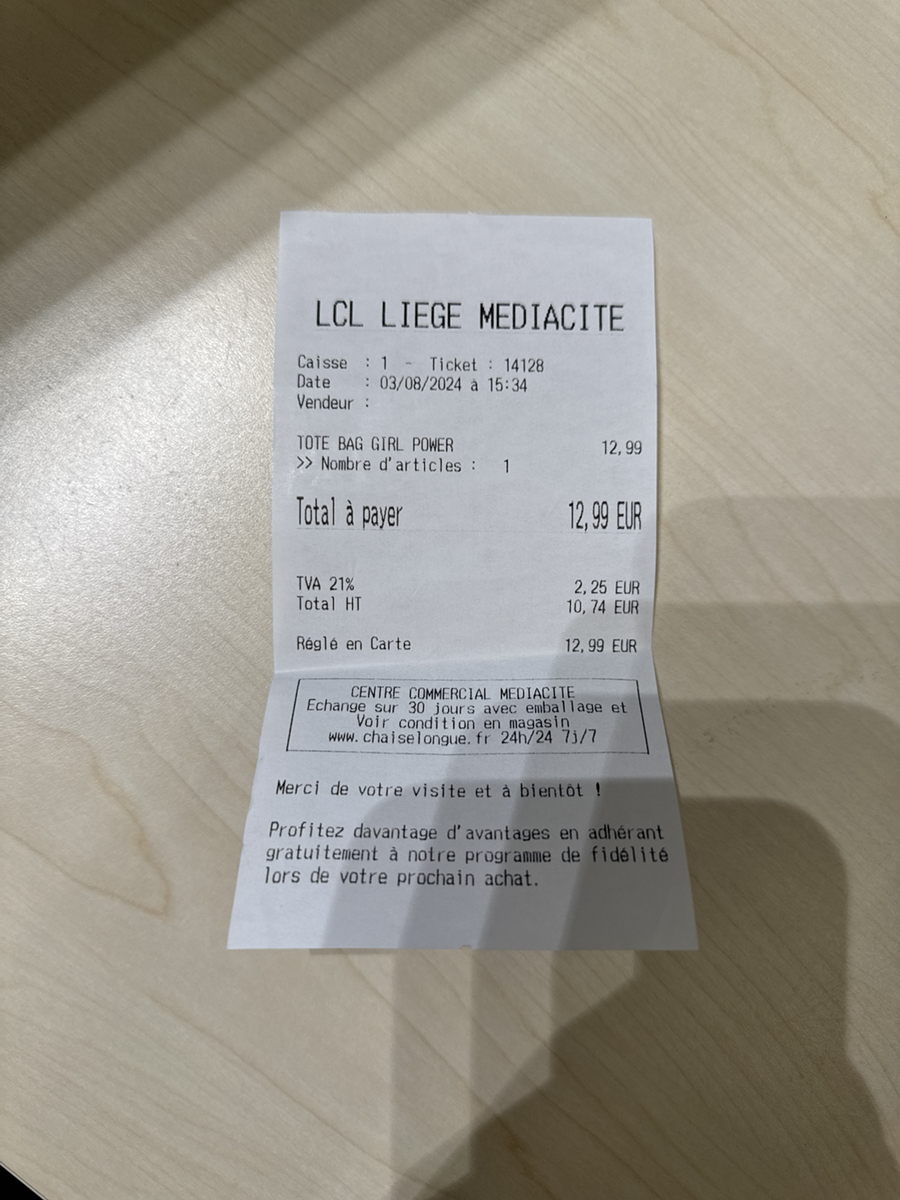 LCL LIEGE MEDIACITE
Caisse : 1 - Ticket : 14128
Date : 03/08/2024 à 15:34
Vendeur :
TOTE BAG GIRL POWER 12,99
>> Nombre d'articles : 1
Total à payer 12,99 EUR
TVA 21% 2,25 EUR
Total HT 10,74 EUR
Réglé en Carte 12,99 EUR
CENTRE COMMERCIAL MEDIACITE
Echange sur 30 jours avec emballage et
Voir condition en magasin
www.chaiselongue.fr 24h/24 7j/7
Merci de votre visite et à bientôt !
Profitez davantage d'avantages en adhérant
gratuitement à notre programme de fidélité
lors de votre prochain achat.